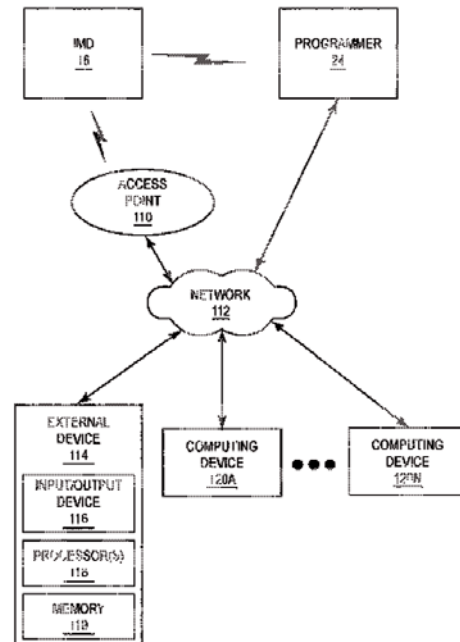 IMD
16
PROGRAMMER
24
ACCESS
POINT
110
NETWORK
112
EXTERNAL
DEVICE
114
INPUT/OUTPUT
DEVICE
116
PROCESSOR(S)
118
MEMORY
119
COMPUTING
DEVICE
120A
COMPUTING
DEVICE
120N